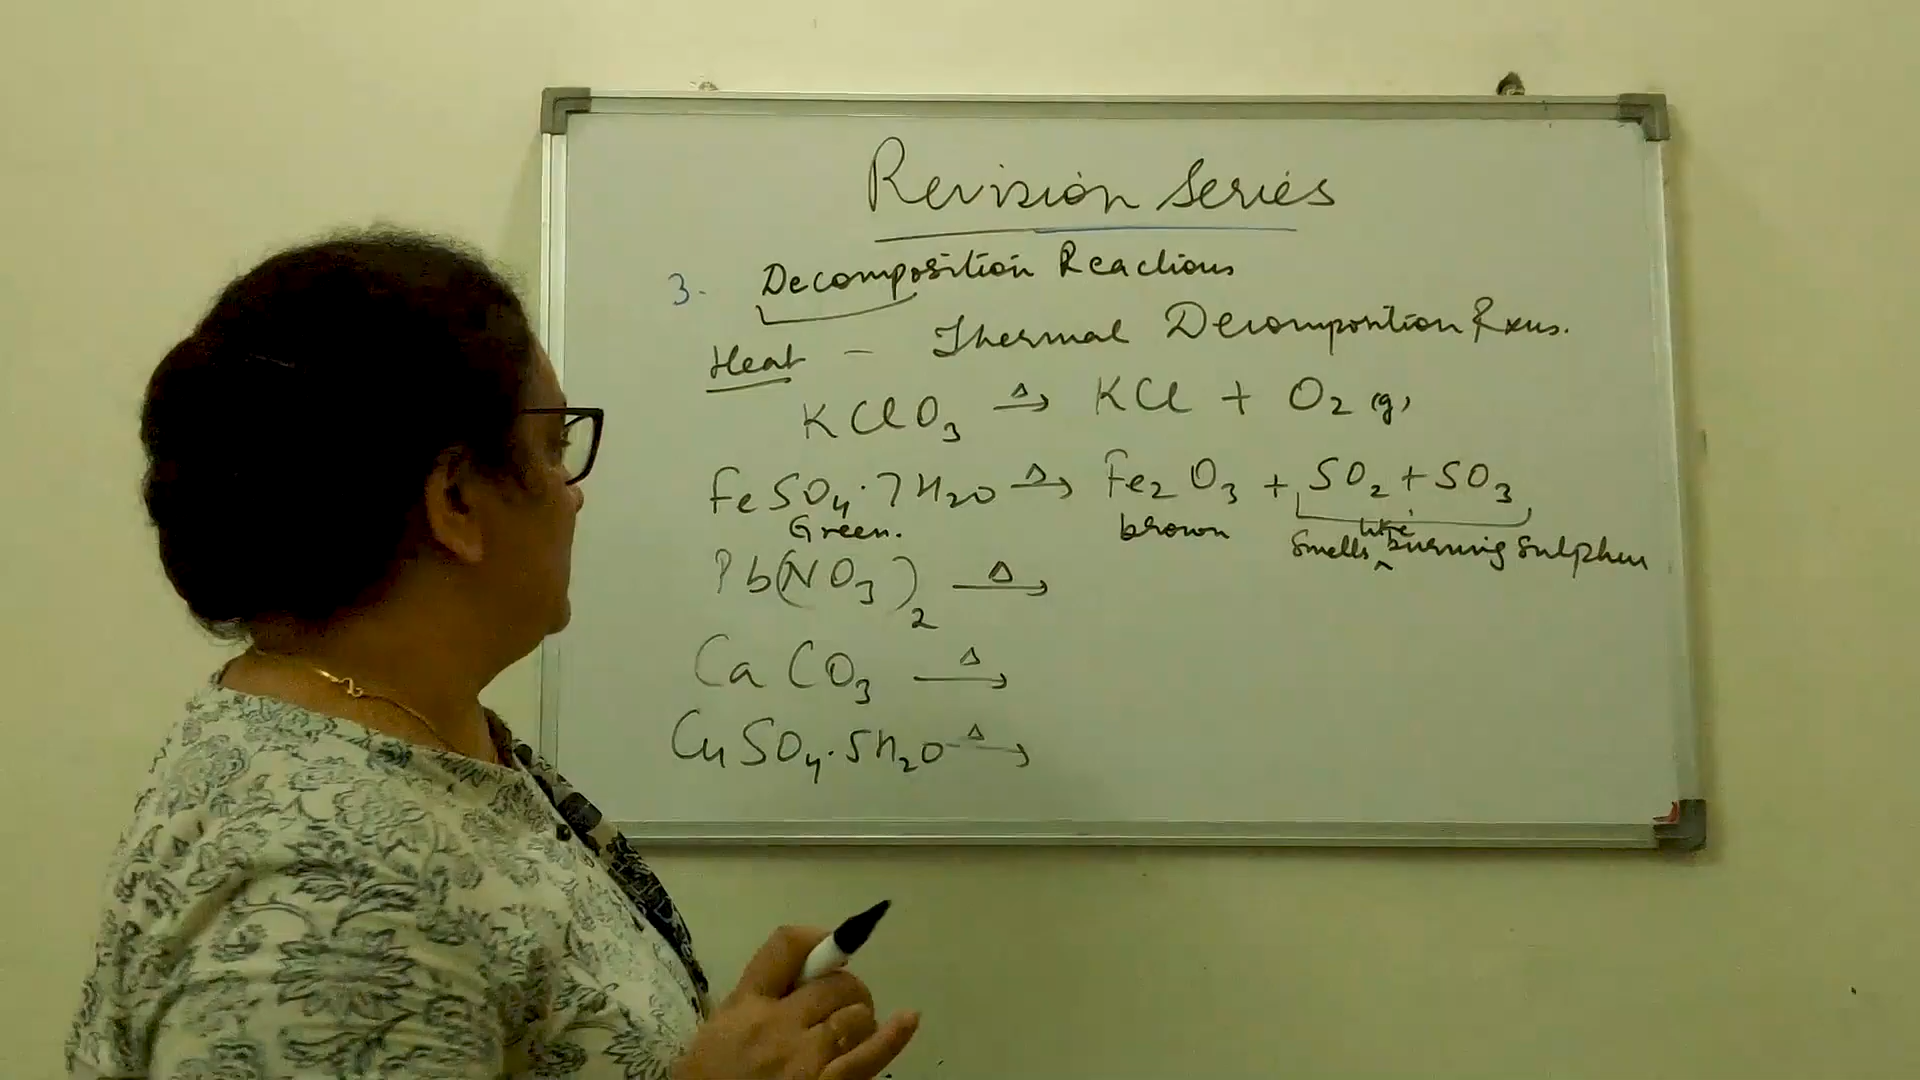 Revision Series
3. Decomposition Reactions
Heat - Thermal Decomposition Rxns.
KClO₃ →Δ KCl + O₂ (g)
FeSO₄·7H₂O →Δ Fe₂O₃ + SO₂ + SO₃
Green. brown Smells like burning Sulphur
Pb(NO₃)₂ →Δ
CaCO₃ →Δ
CuSO₄·5H₂O →Δ